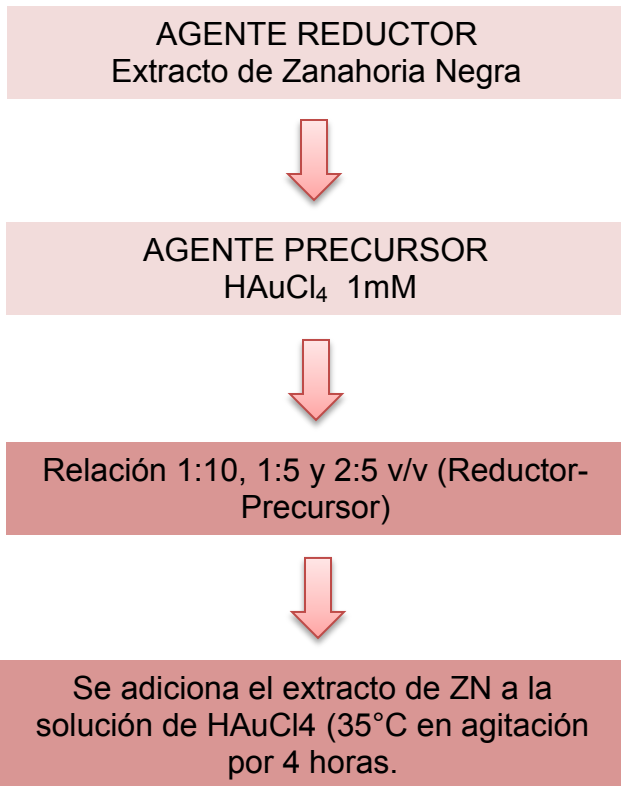 AGENTE REDUCTOR
Extracto de Zanahoria Negra
AGENTE PRECURSOR
HAuCl₄ 1mM
Relación 1:10, 1:5 y 2:5 v/v (Reductor-
Precursor)
Se adiciona el extracto de ZN a la
solución de HAuCl4 (35°C en agitación
por 4 horas.